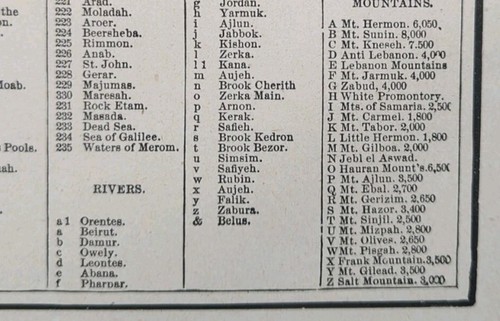 the
Moab.
s Pools.
ah.
221 Arad.
222 Moladah.
223 Aroer.
224 Beersheba.
225 Rimmon.
226 Anab.
227 St. John.
228 Gerar.
229 Majumas.
230 Maresah.
231 Rock Etam.
232 Masada.
233 Dead Sea.
234 Sea of Galilee.
235 Waters of Merom.
RIVERS.
a1 Orentes.
a Beirut.
b Damur.
c Owely.
d Leontes.
e Abana.
f Pharpar.
g Jordan.
h Yarmuk.
i Ajlun.
j Jabbok.
k Kishon.
l Zerka.
l1 Kana.
m Aujeh.
n Brook Cherith
o Zerka Main.
p Arnon.
q Kerak.
r Safieh.
s Brook Kedron
t Brook Bezor.
u Simsim.
v Safiyeh.
w Rubin.
x Aujeh.
y Falik.
z Zabura.
& Belus.
MOUNTAINS.
A Mt. Hermon. 6,050,
B Mt. Sunin. 8,000
C Mt. Kneseh. 7.500
D Anti Lebanon. 4,000
E Lebanon Mountains
F Mt. Jarmuk. 4,000
G Zabud, 4,000
H White Promontory.
I Mts. of Samaria. 2,500
J Mt. Carmel. 1,800
K Mt. Tabor. 2,000
L Little Hermon. 1,800
M Mt. Gilboa. 2,000
N Jebl el Aswad.
O Hauran Mount's. 6,500
P Mt. Ajlun. 3,500
Q Mt. Ebal. 2,700
R Mt. Gerizim. 2,650
S Mt. Hazor. 3,400
T Mt. Sinjil. 2,500
U Mt. Mizpah. 2,800
V Mt. Olives. 2,650
W Mt. Pisgah. 2,800
X Frank Mountain. 3,500
Y Mt. Gilead. 3,500
Z Salt Mountain. 3,000